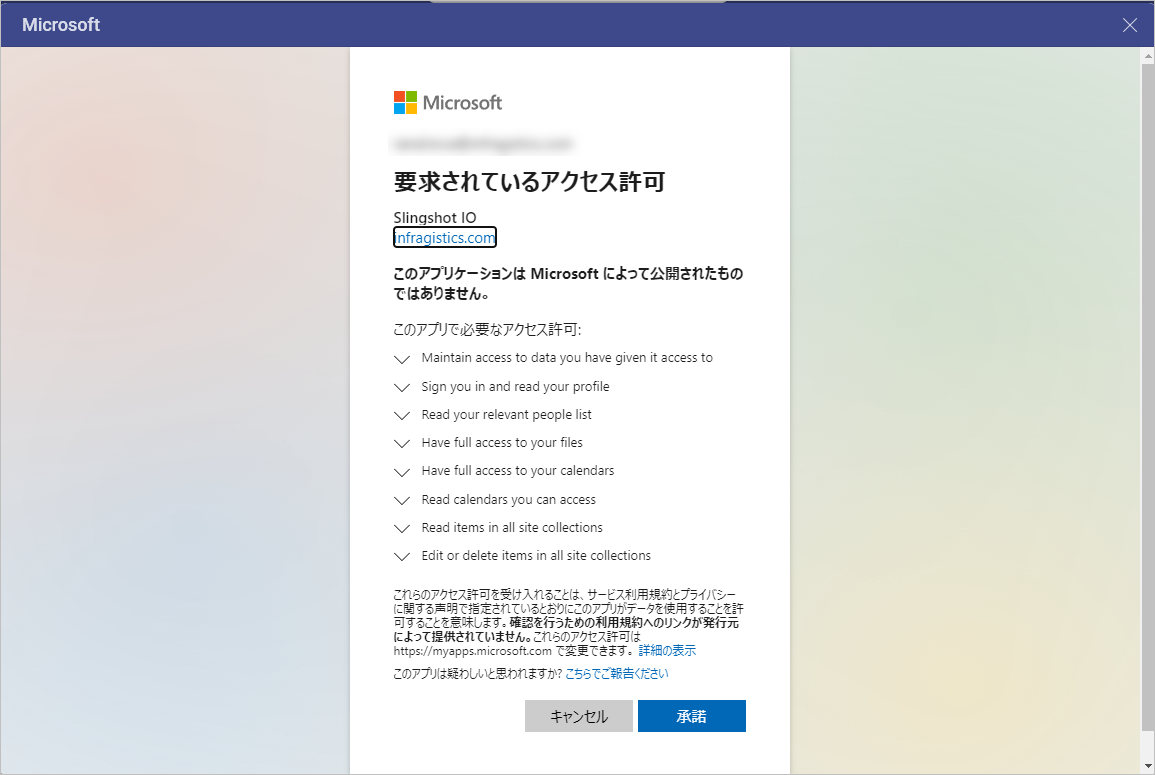 Microsoft
Microsoft
要求されているアクセス許可
Slingshot IO
infragistics.com
このアプリケーションは Microsoft によって公開されたもの
ではありません。
このアプリで必要なアクセス許可:
Maintain access to data you have given it access to
Sign you in and read your profile
Read your relevant people list
Have full access to your files
Have full access to your calendars
Read calendars you can access
Read items in all site collections
Edit or delete items in all site collections
これらのアクセス許可を受け入れることは、サービス利用規約とプライバシー
に関する声明で指定されているとおりにこのアプリがデータを使用することを許
可することを意味します。確認を行うための利用規約へのリンクが発行元
によって提供されていません。これらのアクセス許可は
https://myapps.microsoft.com で変更できます。 詳細の表示
このアプリは疑わしいと思われますか? こちらでご報告ください
キャンセル
承諾